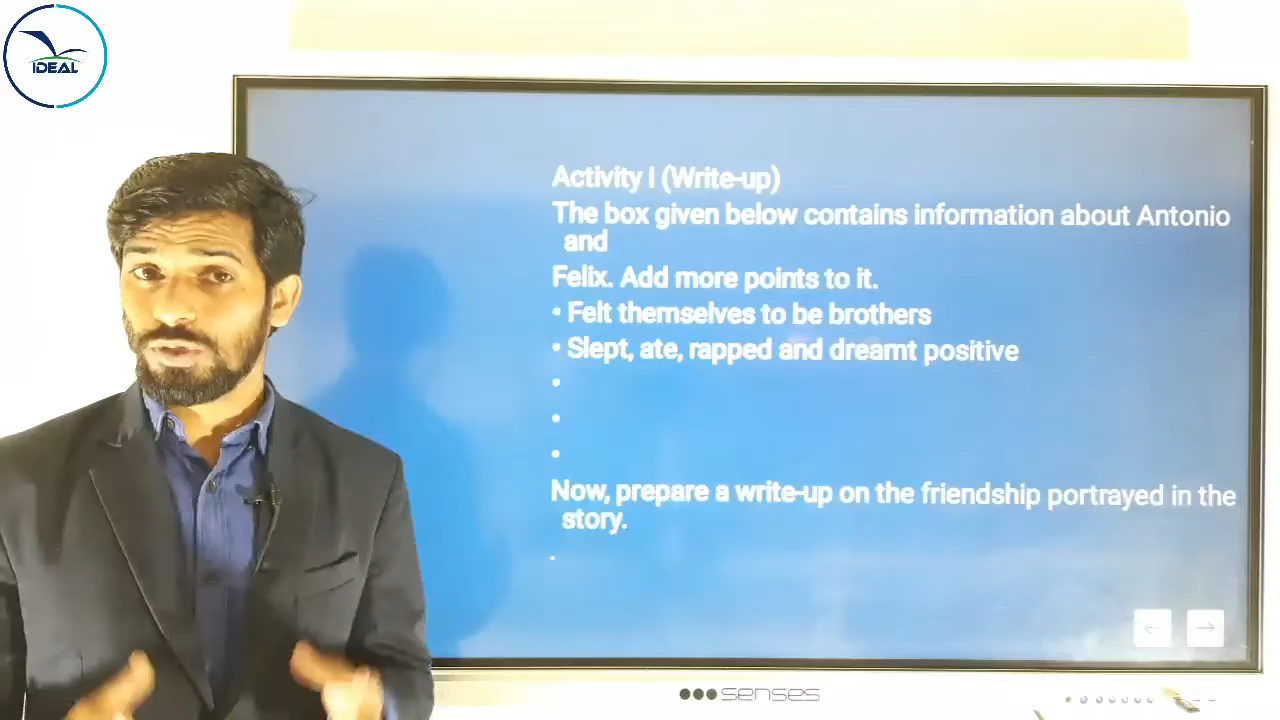 IDEAL
Activity I (Write-up)
The box given below contains information about Antonio
and
Felix. Add more points to it.
• Felt themselves to be brothers
• Slept, ate, rapped and dreamt positive
•
•
•
Now, prepare a write-up on the friendship portrayed in the
story.
.
senses